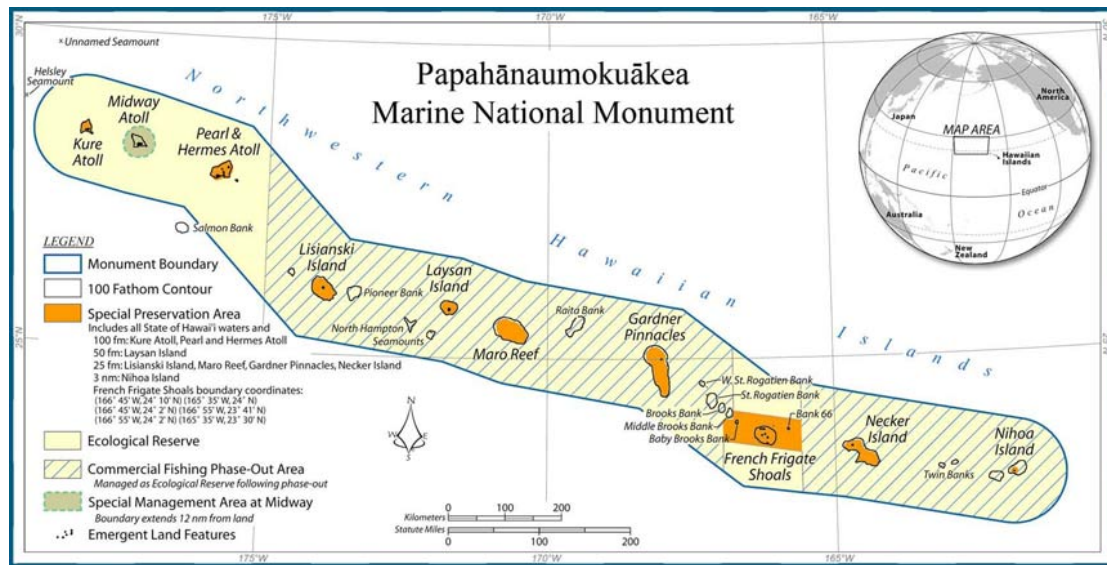 175°W
170°W
165°W
30°N
Unnamed Seamount
Helsley
Seamount
Papahānaumokuākea
Marine National Monument
Northwestern
Hawaiian
Islands
Midway
Atoll
Kure
Atoll
Pearl &
Hermes Atoll
Salmon Bank
North
America
Japan
MAP AREA
Hawaiian
Islands
Pacific
Equator
Ocean
Australia
New
Zealand
LEGEND
Monument Boundary
100 Fathom Contour
Special Preservation Area
Includes all State of Hawai'i waters and
100 fm: Kure Atoll, Pearl and Hermes Atoll
50 fm: Laysan Island
25 fm: Lisianski Island, Maro Reef, Gardner Pinnacles, Necker Island
3 nm: Nihoa Island
French Frigate Shoals boundary coordinates:
(166° 45' W, 24° 10' N) (165° 35' W, 24° N)
(166° 45' W, 24° 2' N) (166° 55' W, 23° 41' N)
(166° 55' W, 24° 2' N) (165° 35' W, 23° 30' N)
Ecological Reserve
Commercial Fishing Phase-Out Area
Managed as Ecological Reserve following phase-out
Special Management Area at Midway
Boundary extends 12 nm from land
Emergent Land Features
Lisianski
Island
Pioneer Bank
Laysan
Island
North Hampton
Seamounts
Maro Reef
Raita Bank
Gardner
Pinnacles
25°N
W. St. Rogatien Bank
St. Rogatien Bank
Brooks Bank
Middle Brooks Bank
Baby Brooks Bank
Bank 66
French Frigate
Shoals
Necker
Island
Nihoa
Island
Twin Banks
N
W
E
S
100
0
100
200
Kilometers
Statute Miles
100
0
100
200
175°W
170°W
165°W